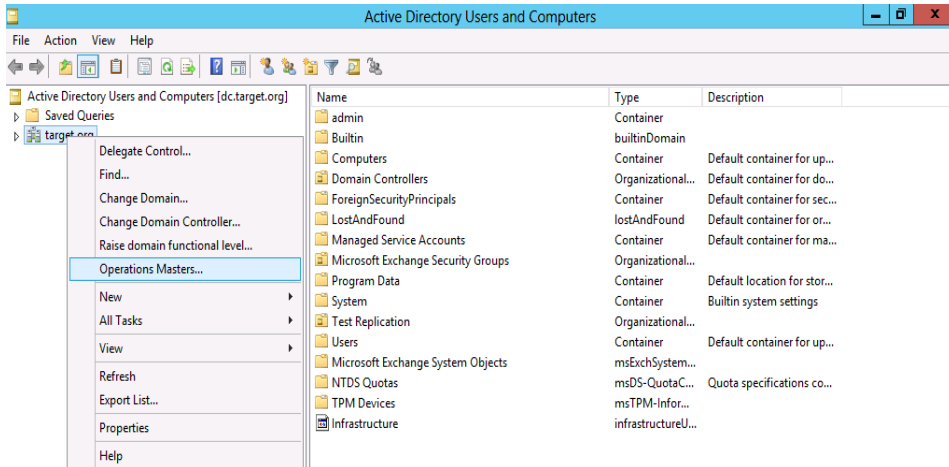 Active Directory Users and Computers
File Action View Help
Active Directory Users and Computers [dc.target.org]
Saved Queries
target.org
Delegate Control...
Find...
Change Domain...
Change Domain Controller...
Raise domain functional level...
Operations Masters...
New
All Tasks
View
Refresh
Export List...
Properties
Help
Name Type Description
admin Container
Builtin builtinDomain
Computers Container Default container for up...
Domain Controllers Organizational... Default container for do...
ForeignSecurityPrincipals Container Default container for sec...
LostAndFound lostAndFound Default container for or...
Managed Service Accounts Container Default container for ma...
Microsoft Exchange Security Groups Organizational...
Program Data Container Default location for stor...
System Container Builtin system settings
Test Replication Organizational...
Users Container Default container for up...
Microsoft Exchange System Objects msExchSystem...
NTDS Quotas msDS-QuotaC... Quota specifications co...
TPM Devices msTPM-Infor...
Infrastructure infrastructureU...